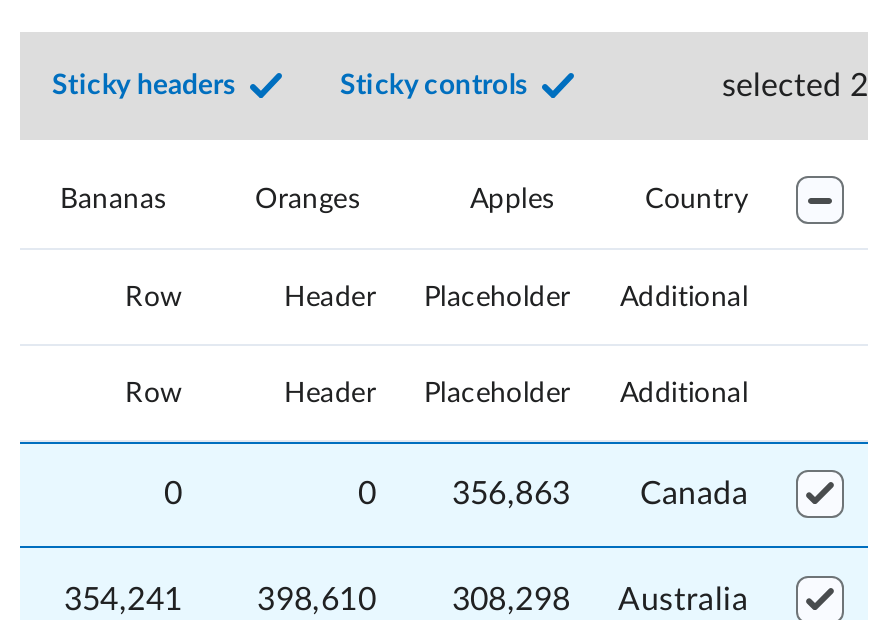 Sticky headers Sticky controls selected 2
Bananas Oranges Apples Country
Row Header Placeholder Additional
Row Header Placeholder Additional
0 0 356,863 Canada
354,241 398,610 308,298 Australia